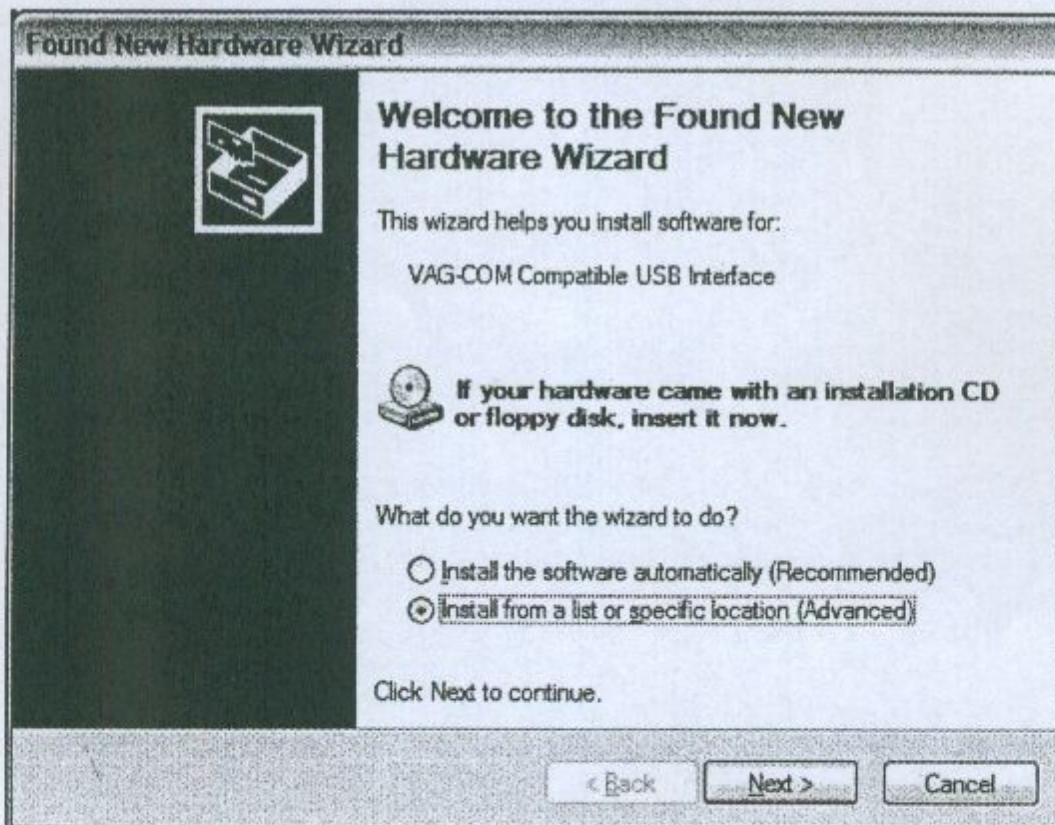 Found New Hardware Wizard
Welcome to the Found New
Hardware Wizard
This wizard helps you install software for:
VAG-COM Compatible USB Interface
If your hardware came with an installation CD
or floppy disk, insert it now.
What do you want the wizard to do?
Install the software automatically (Recommended)
Install from a list or specific location (Advanced)
Click Next to continue.
< Back
Next >
Cancel